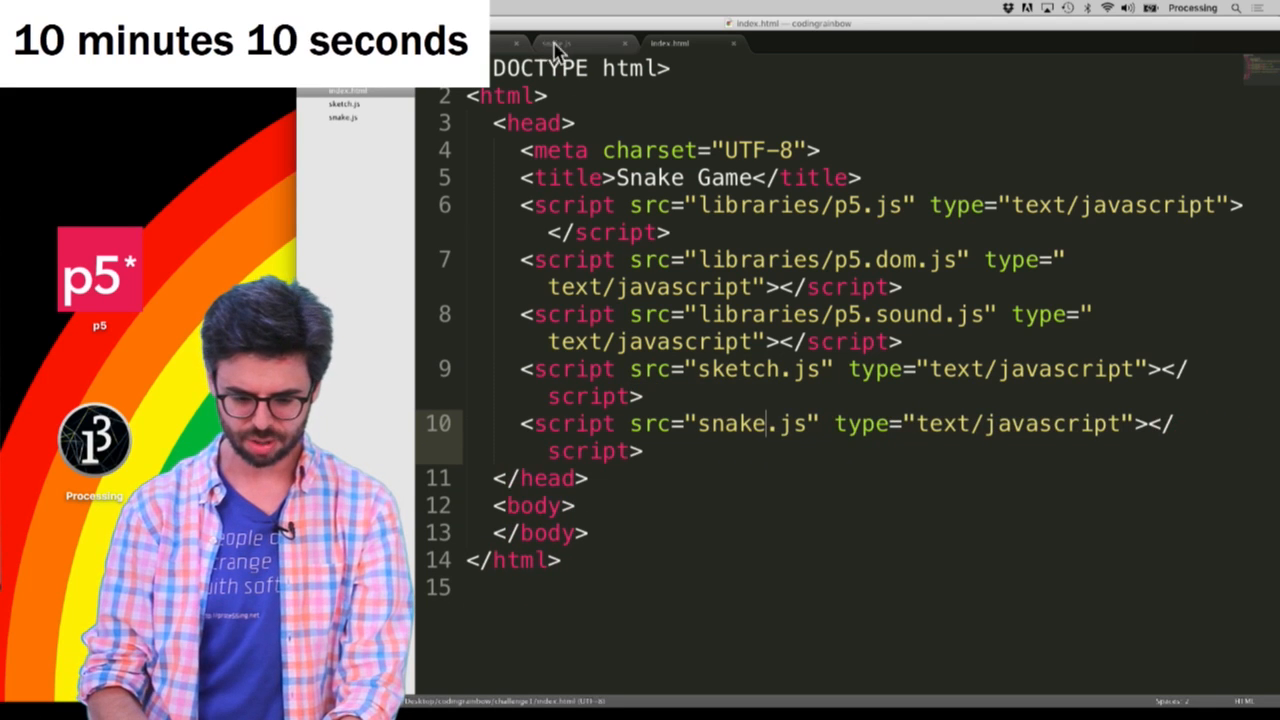 10 minutes 10 seconds
Processing
index.html — codingrainbow
index.html
DOCTYPE html>
index.html
sketch.js
snake.js
2 <html>
3 <head>
4 <meta charset="UTF-8">
5 <title>Snake Game</title>
6 <script src="libraries/p5.js" type="text/javascript">
</script>
7 <script src="libraries/p5.dom.js" type="
text/javascript"></script>
8 <script src="libraries/p5.sound.js" type="
text/javascript"></script>
9 <script src="sketch.js" type="text/javascript"></
script>
10 <script src="snake.js" type="text/javascript"></
script>
11 </head>
12 <body>
13 </body>
14 </html>
15
p5*
p5
Processing
with soft
http://processing.net
Desktop/codingrainbow/challenge1/index.html (UTF-8)
Spaces: 2
HTML